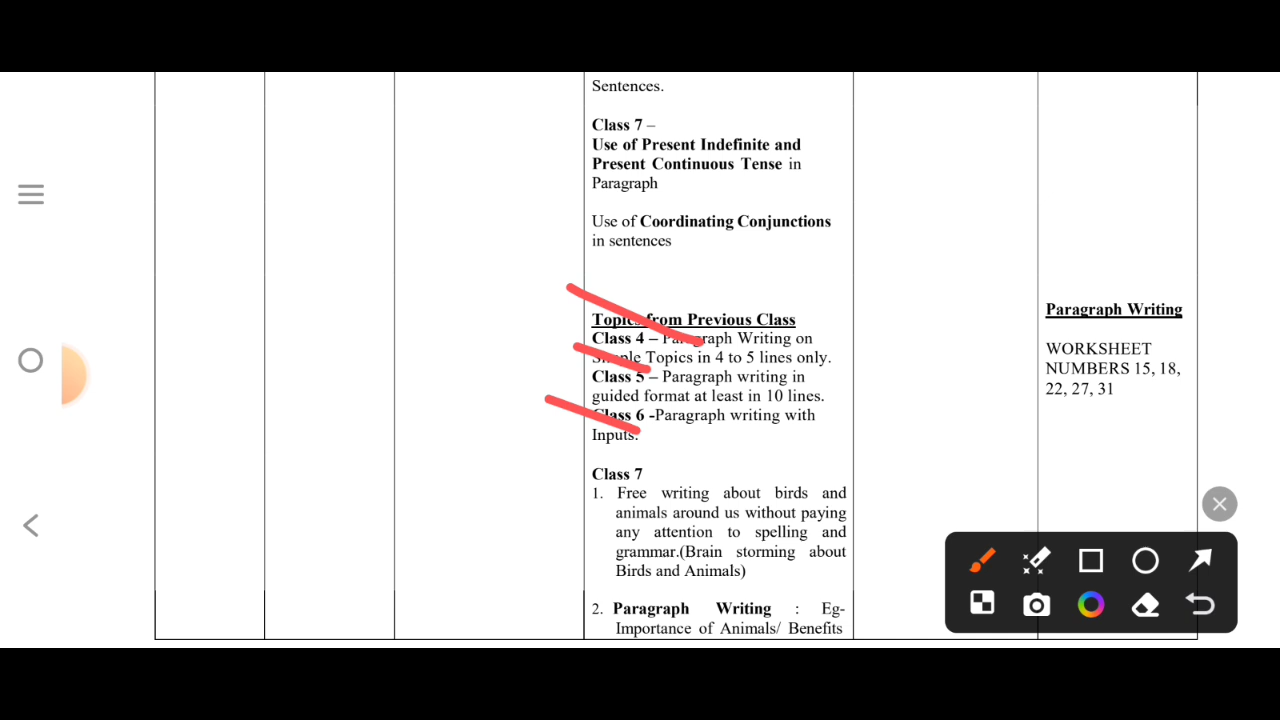 Sentences.
Class 7 –
Use of Present Indefinite and
Present Continuous Tense in
Paragraph
Use of Coordinating Conjunctions
in sentences
Topics from Previous Class
Class 4 – Paragraph Writing on
Simple Topics in 4 to 5 lines only.
Class 5 – Paragraph writing in
guided format at least in 10 lines.
Class 6 -Paragraph writing with
Inputs.
Class 7
1. Free writing about birds and
animals around us without paying
any attention to spelling and
grammar.(Brain storming about
Birds and Animals)
2. Paragraph Writing : Eg-
Importance of Animals/ Benefits
Paragraph Writing
WORKSHEET
NUMBERS 15, 18,
22, 27, 31